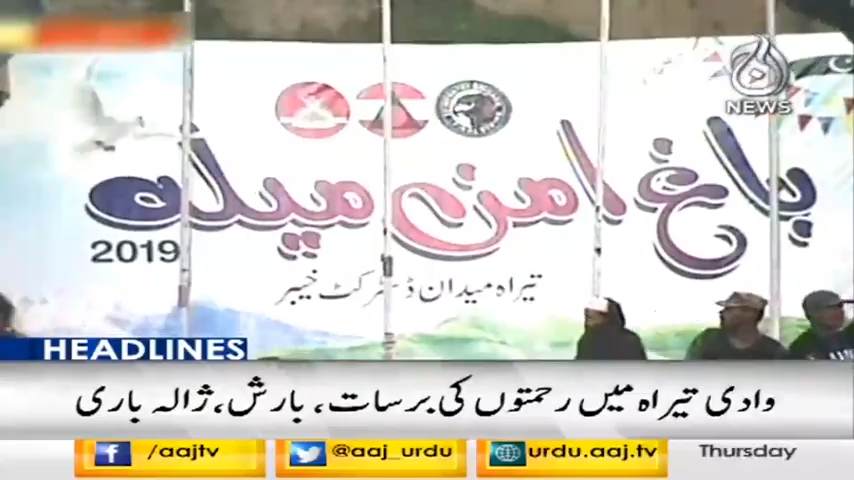 آج
NEWS
باغ امن میلہ
2019
تیراہ میدان ڈسٹرکٹ خیبر
HEADLINES
وادی تیراہ میں رحمتوں کی برسات، بارش، ژالہ باری
/aajtv
@aaj_urdu
urdu.aaj.tv
Thursday